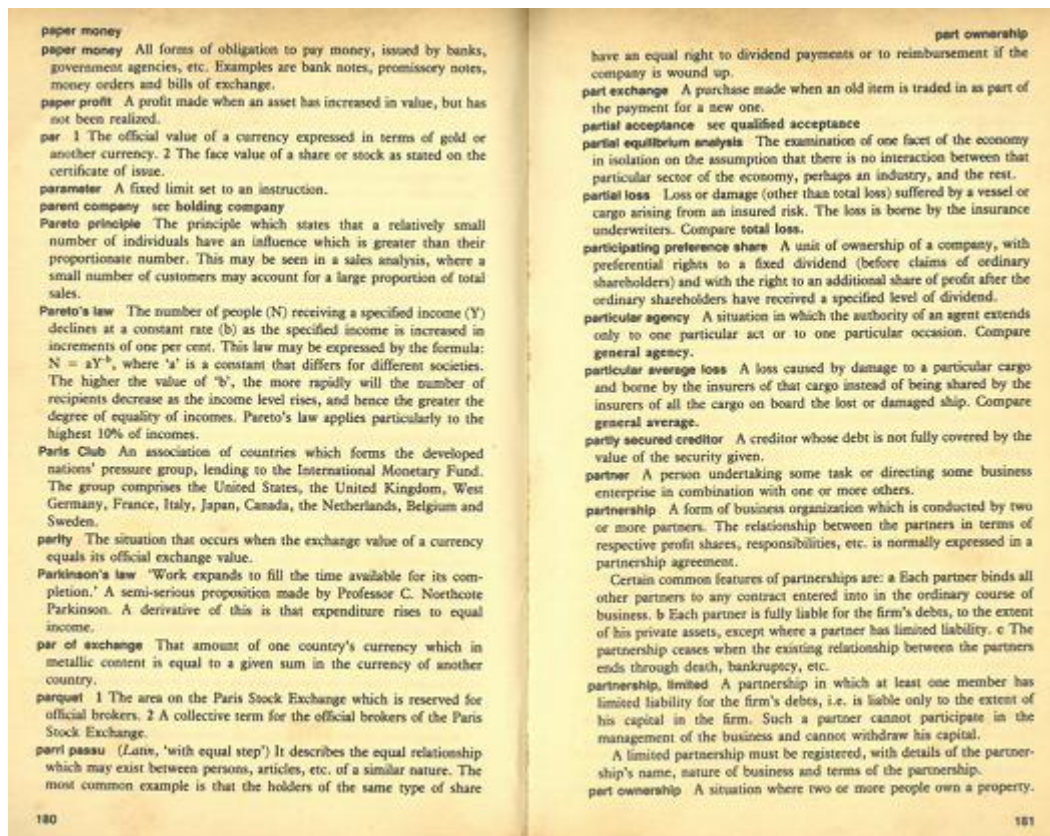 paper money
paper money All forms of obligation to pay money, issued by banks,
government agencies, etc. Examples are bank notes, promissory notes,
money orders and bills of exchange.
paper profit A profit made when an asset has increased in value, but has
not been realized.
par 1 The official value of a currency expressed in terms of gold or
another currency. 2 The face value of a share or stock as stated on the
certificate of issue.
parameter A fixed limit set to an instruction.
parent company see holding company
Pareto principle The principle which states that a relatively small
number of individuals have an influence which is greater than their
proportionate number. This may be seen in a sales analysis, where a
small number of customers may account for a large proportion of total
sales.
Pareto's law The number of people (N) receiving a specified income (Y)
declines at a constant rate (b) as the specified income is increased in
increments of one per cent. This law may be expressed by the formula:
N = aY⁻ᵇ, where 'a' is a constant that differs for different societies.
The higher the value of 'b', the more rapidly will the number of
recipients decrease as the income level rises, and hence the greater the
degree of equality of incomes. Pareto's law applies particularly to the
highest 10% of incomes.
Paris Club An association of countries which forms the developed
nations' pressure group, lending to the International Monetary Fund.
The group comprises the United States, the United Kingdom, West
Germany, France, Italy, Japan, Canada, the Netherlands, Belgium and
Sweden.
parity The situation that occurs when the exchange value of a currency
equals its official exchange value.
Parkinson's law 'Work expands to fill the time available for its com-
pletion.' A semi-serious proposition made by Professor C. Northcote
Parkinson. A derivative of this is that expenditure rises to equal
income.
par of exchange That amount of one country's currency which in
metallic content is equal to a given sum in the currency of another
country.
parquet 1 The area on the Paris Stock Exchange which is reserved for
official brokers. 2 A collective term for the official brokers of the Paris
Stock Exchange.
parri passu (Latin, 'with equal step') It describes the equal relationship
which may exist between persons, articles, etc. of a similar nature. The
most common example is that the holders of the same type of share
180
part ownership
have an equal right to dividend payments or to reimbursement if the
company is wound up.
part exchange A purchase made when an old item is traded in as part of
the payment for a new one.
partial acceptance see qualified acceptance
partial equilibrium analysis The examination of one facet of the economy
in isolation on the assumption that there is no interaction between that
particular sector of the economy, perhaps an industry, and the rest.
partial loss Loss or damage (other than total loss) suffered by a vessel or
cargo arising from an insured risk. The loss is borne by the insurance
underwriters. Compare total loss.
participating preference share A unit of ownership of a company, with
preferential rights to a fixed dividend (before claims of ordinary
shareholders) and with the right to an additional share of profit after the
ordinary shareholders have received a specified level of dividend.
particular agency A situation in which the authority of an agent extends
only to one particular act or to one particular occasion. Compare
general agency.
particular average loss A loss caused by damage to a particular cargo
and borne by the insurers of that cargo instead of being shared by the
insurers of all the cargo on board the lost or damaged ship. Compare
general average.
partly secured creditor A creditor whose debt is not fully covered by the
value of the security given.
partner A person undertaking some task or directing some business
enterprise in combination with one or more others.
partnership A form of business organization which is conducted by two
or more partners. The relationship between the partners in terms of
respective profit shares, responsibilities, etc. is normally expressed in a
partnership agreement.
Certain common features of partnerships are: a Each partner binds all
other partners to any contract entered into in the ordinary course of
business. b Each partner is fully liable for the firm's debts, to the extent
of his private assets, except where a partner has limited liability. c The
partnership ceases when the existing relationship between the partners
ends through death, bankruptcy, etc.
partnership, limited A partnership in which at least one member has
limited liability for the firm's debts, i.e. is liable only to the extent of
his capital in the firm. Such a partner cannot participate in the
management of the business and cannot withdraw his capital.
A limited partnership must be registered, with details of the partner-
ship's name, nature of business and terms of the partnership.
part ownership A situation where two or more people own a property.
181